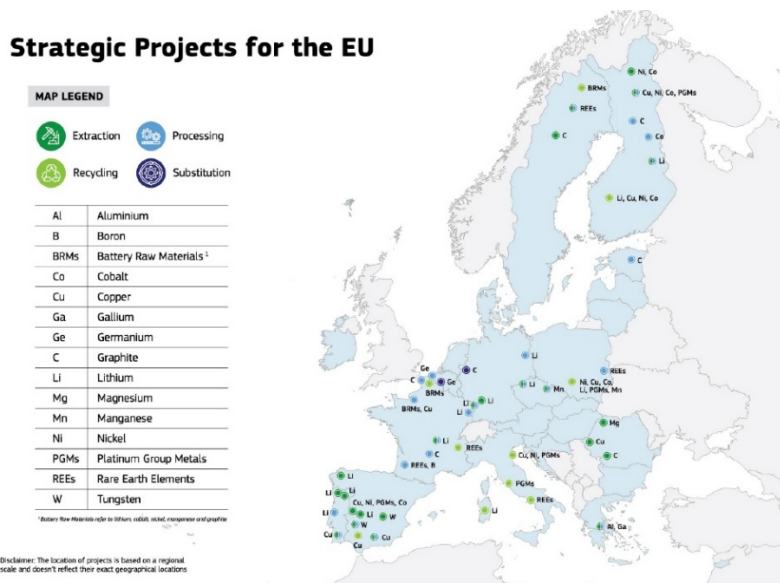 Strategic Projects for the EU
MAP LEGEND
Extraction
Processing
Recycling
Substitution
Al Aluminium
B Boron
BRMs Battery Raw Materials¹
Co Cobalt
Cu Copper
Ga Gallium
Ge Germanium
C Graphite
Li Lithium
Mg Magnesium
Mn Manganese
Ni Nickel
PGMs Platinum Group Metals
REEs Rare Earth Elements
W Tungsten
¹ Battery Raw Materials refer to lithium, cobalt, nickel, manganese and graphite
Disclaimer: The location of projects is based on a regional
scale and doesn't reflect their exact geographical locations
Ni, Co
BRMs
Cu, Ni, Co, PGMs
REEs
C
C
Co
Li
Li, Cu, Ni, Co
C
Li
C
Ge
REEs
C
Ge
Li
Mn
Ni, Cu, Co,
Li, PGMs, Mn
BRMs
BRMs, Cu
Li
Li
Li
Mg
Li
Cu
REEs
C
Cu, Ni, PGMs
C
REEs, B
Li
PGMs
Li
Li
Cu, Ni, PGMs, Co
REEs
Li
Li
Li
W
W
Al, Ga
Cu
Cu
Cu